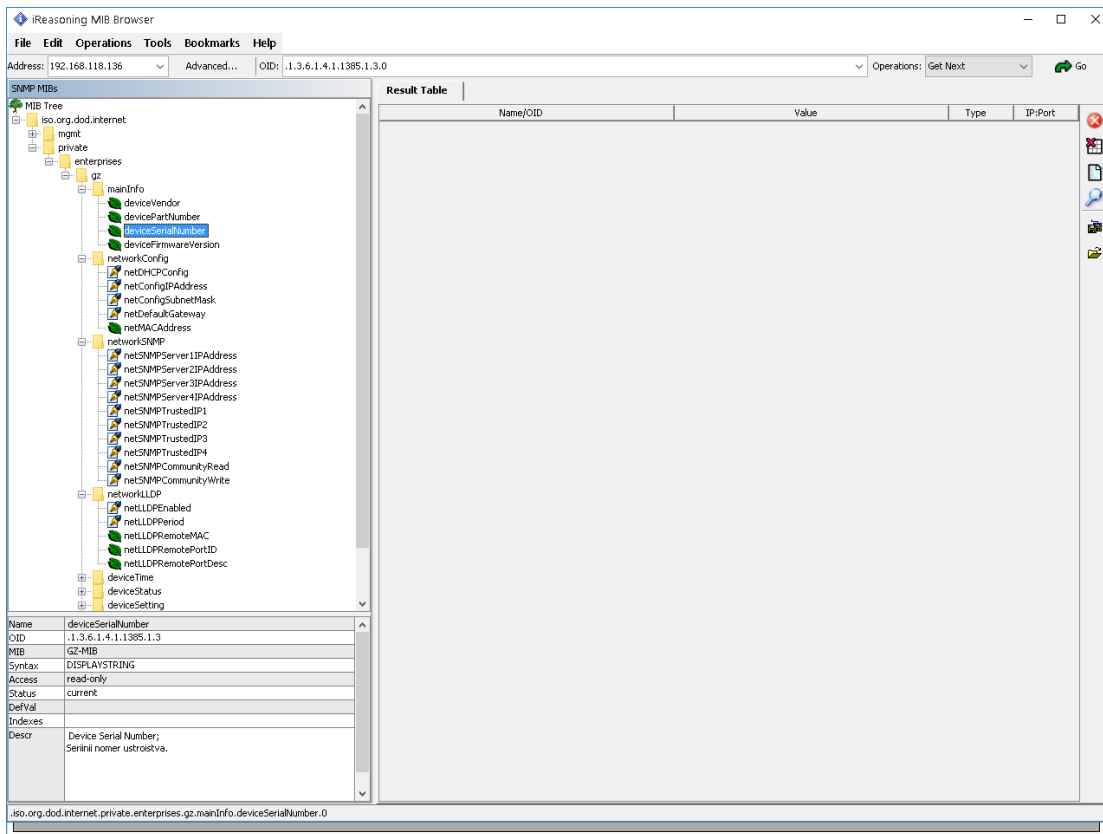 iReasoning MIB Browser
File Edit Operations Tools Bookmarks Help
Address: 192.168.118.136 Advanced... OID: .1.3.6.1.4.1.1385.1.3.0 Operations: Get Next Go
SNMP MIBs
MIB Tree
iso.org.dod.internet
mgmt
private
enterprises
gz
mainInfo
deviceVendor
devicePartNumber
deviceSerialNumber
deviceFirmwareVersion
networkConfig
netDHCPConfig
netConfigIPAddress
netConfigSubnetMask
netDefaultGateway
netMACAddress
networkSNMP
netSNMPServer1IPAddress
netSNMPServer2IPAddress
netSNMPServer3IPAddress
netSNMPServer4IPAddress
netSNMPTrustedIP1
netSNMPTrustedIP2
netSNMPTrustedIP3
netSNMPTrustedIP4
netSNMPCommunityRead
netSNMPCommunityWrite
networkLLDP
netLLDPEnabled
netLLDPPeriod
netLLDPRemoteMAC
netLLDPRemotePortID
netLLDPRemotePortDesc
deviceTime
deviceStatus
deviceSetting
Name deviceSerialNumber
OID .1.3.6.1.4.1.1385.1.3
MIB GZ-MIB
Syntax DISPLAYSTRING
Access read-only
Status current
DefVal
Indexes
Descr Device Serial Number;
Seriinii nomer ustroistva.
Result Table
Name/OID Value Type IP:Port
.iso.org.dod.internet.private.enterprises.gz.mainInfo.deviceSerialNumber.0